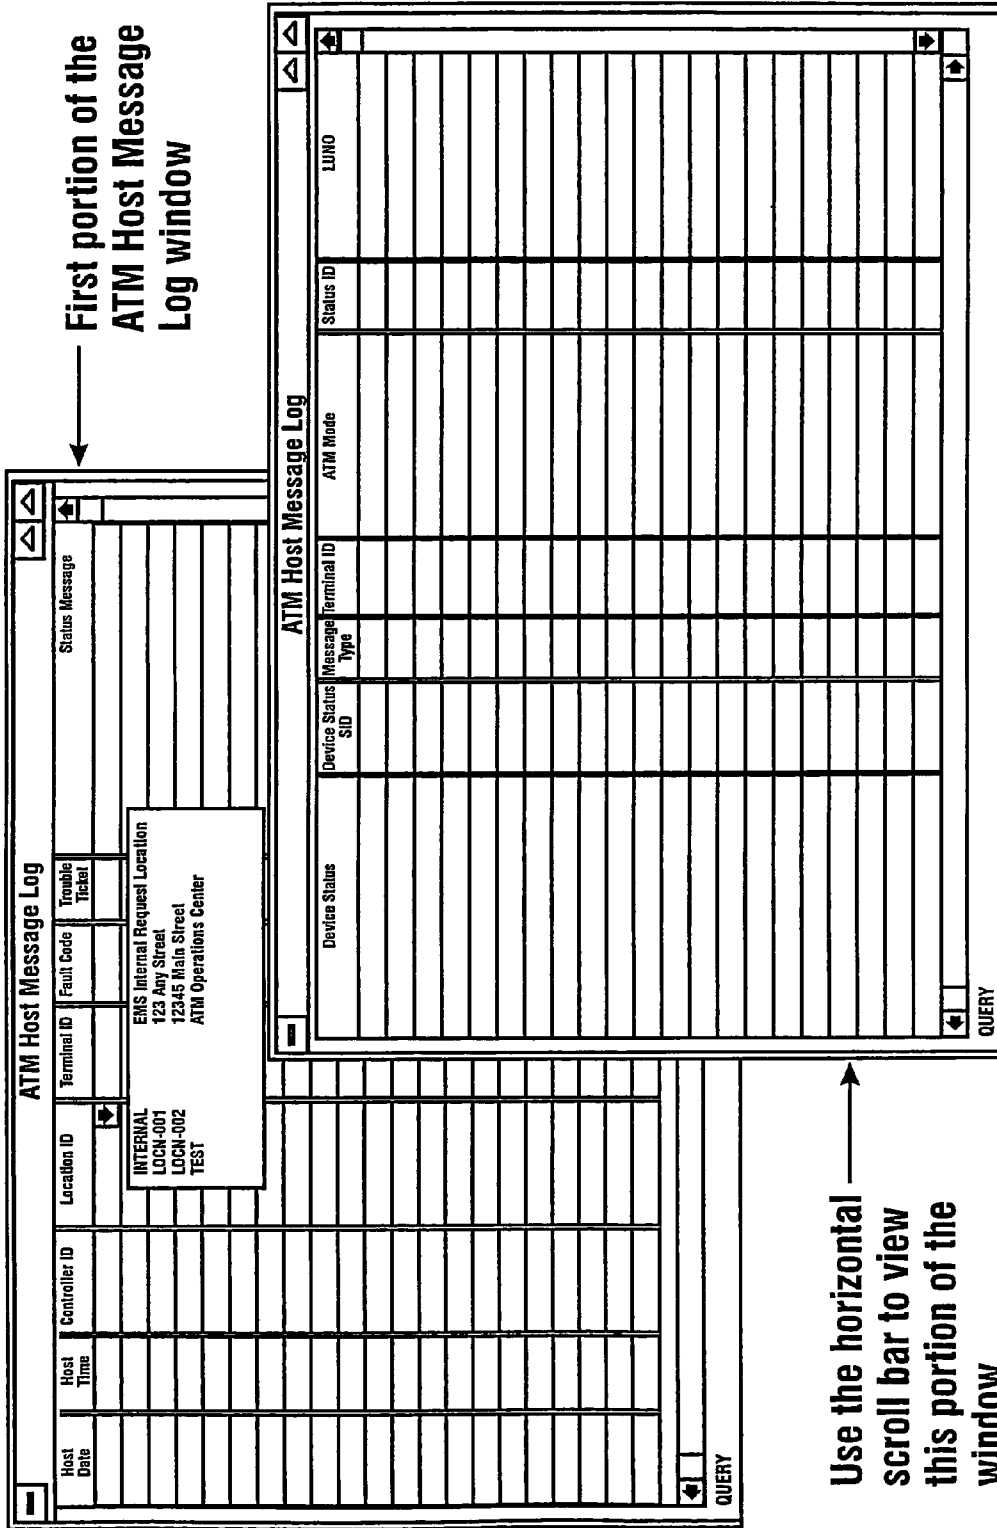 First portion of the
ATM Host Message
Log window
ATM Host Message Log
Host
Date
Host
Time
Controller ID
Location ID
Terminal ID
Fault Code
Trouble
Ticket
Status Message
INTERNAL EMS Internal Request Location
LOCN-001 123 Any Street
LOCN-002 12345 Main Street
TEST ATM Operations Center
QUERY
ATM Host Message Log
Device Status
Device Status
SID
Message
Type
Terminal ID
ATM Mode
Status ID
LUNO
QUERY
Use the horizontal
scroll bar to view
this portion of the
window